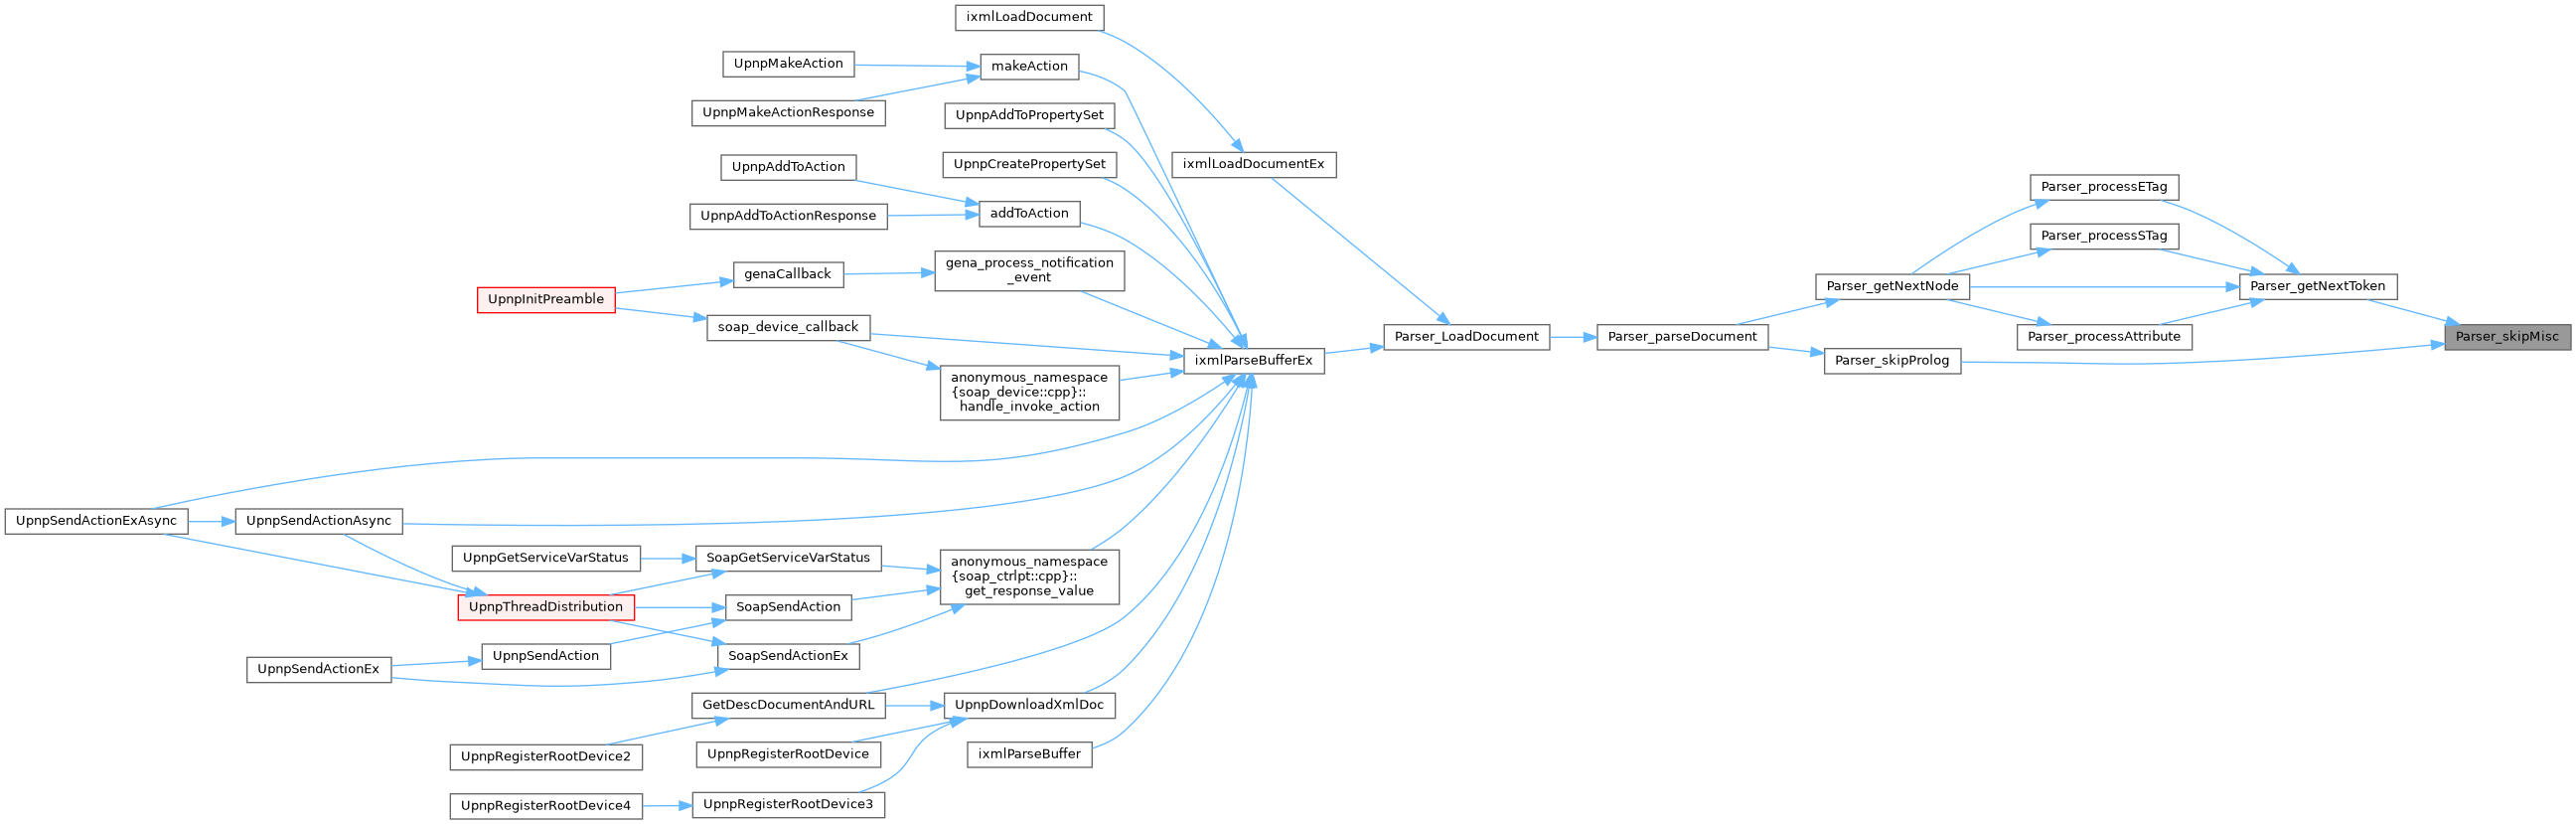 ixmlLoadDocument
UpnpMakeAction
makeAction
UpnpMakeActionResponse
UpnpAddToPropertySet
UpnpCreatePropertySet
ixmlLoadDocumentEx
UpnpAddToAction
UpnpAddToActionResponse
addToAction
Parser_processETag
Parser_processSTag
gena_process_notification
_event
genaCallback
UpnpInitPreamble
soap_device_callback
Parser_getNextNode
Parser_getNextToken
Parser_processAttribute
Parser_LoadDocument
Parser_parseDocument
Parser_skipMisc
ixmlParseBufferEx
Parser_skipProlog
anonymous_namespace
{soap_device::cpp}::
handle_invoke_action
UpnpSendActionExAsync
UpnpSendActionAsync
UpnpGetServiceVarStatus
SoapGetServiceVarStatus
anonymous_namespace
{soap_ctrlpt::cpp}::
get_response_value
UpnpThreadDistribution
SoapSendAction
UpnpSendActionEx
UpnpSendAction
SoapSendActionEx
GetDescDocumentAndURL
UpnpDownloadXmlDoc
UpnpRegisterRootDevice2
UpnpRegisterRootDevice
ixmlParseBuffer
UpnpRegisterRootDevice4
UpnpRegisterRootDevice3